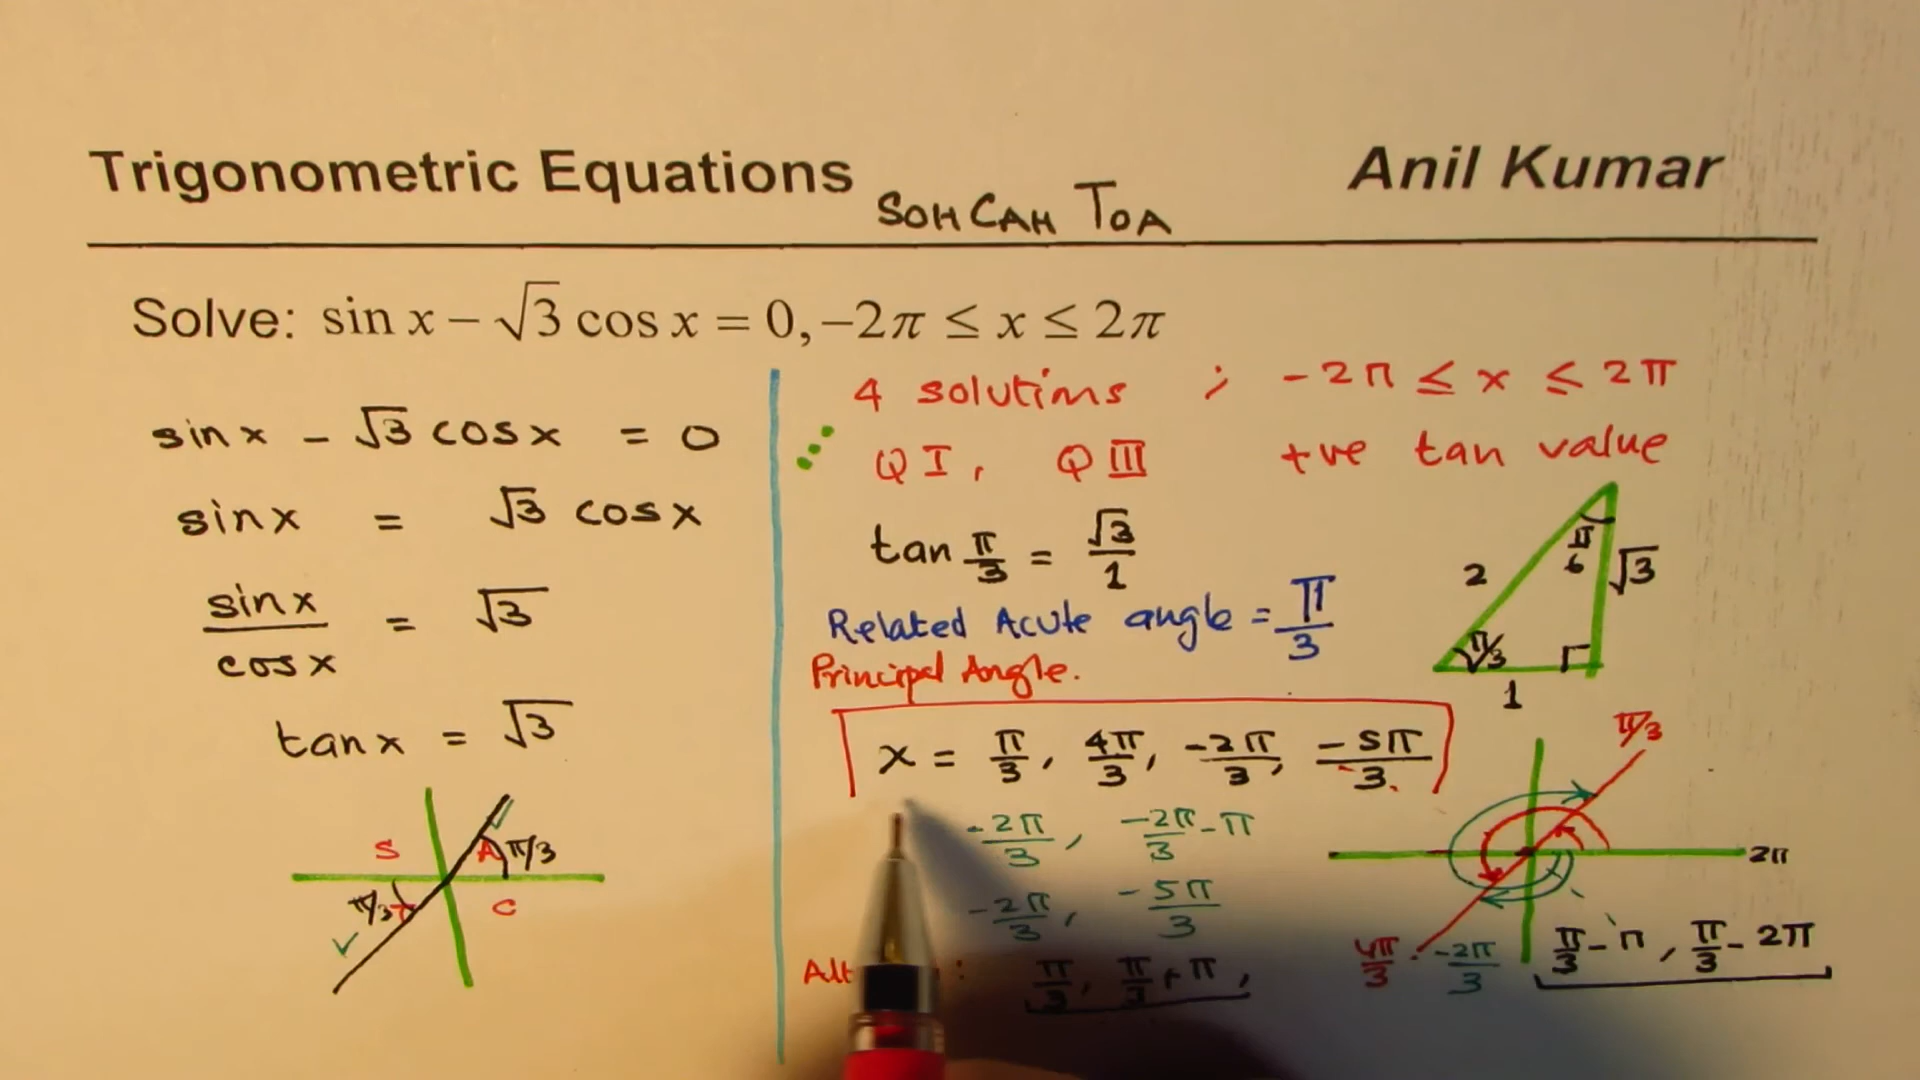 Trigonometric Equations
Anil Kumar
SOH CAH TOA
Solve: sin x − √3 cos x = 0, −2π ≤ x ≤ 2π
sin x − √3 cos x = 0
sin x = √3 cos x
sin x / cos x = √3
tan x = √3
S A π/3
π/3 T C
4 solutions ; −2π ≤ x ≤ 2π
QI, QIII +ve tan value
tan π/3 = √3/1
Related Acute angle = π/3
Principal Angle.
x = π/3, 4π/3, −2π/3, −5π/3.
−2π/3, −2π/3 − π
−2π/3, −5π/3
Alt : π/3, π/3 + π, π/3 − π, π/3 − 2π
2 π/6 √3
π/3
1
π/3
2π
4π/3 −2π/3